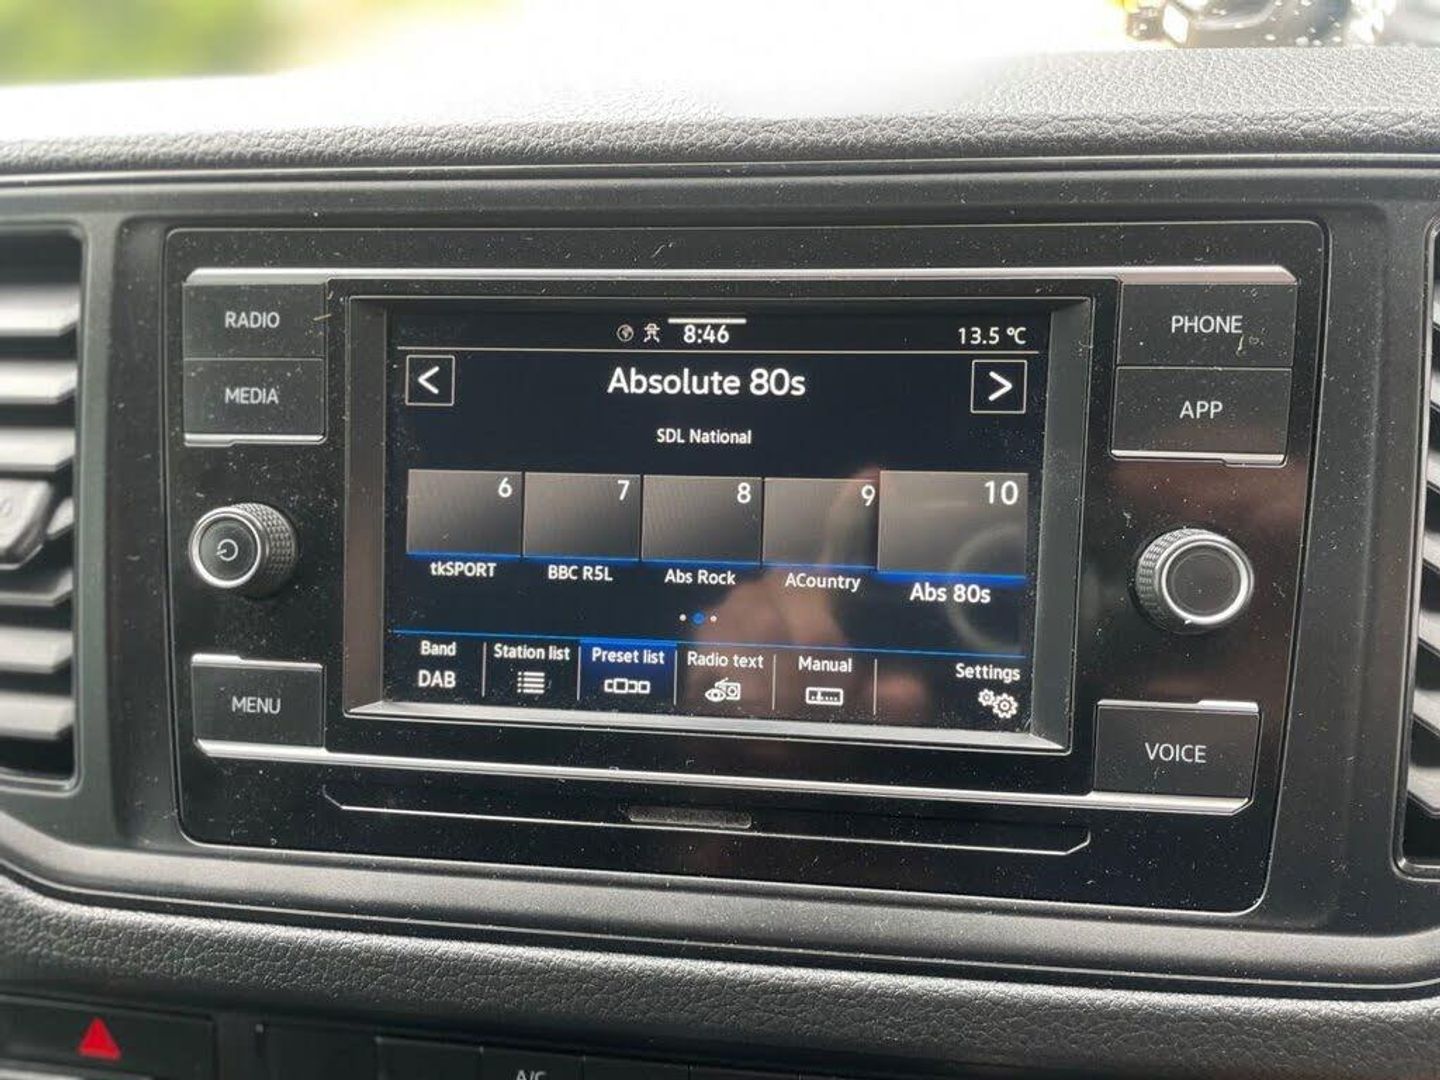 RADIO
MEDIA
MENU
PHONE
APP
VOICE
8:46
13.5 °C
<
Absolute 80s
>
SDL National
6
7
8
9
10
tkSPORT
BBC R5L
Abs Rock
ACountry
Abs 80s
Band
DAB
Station list
Preset list
Radio text
Manual
Settings
A/C